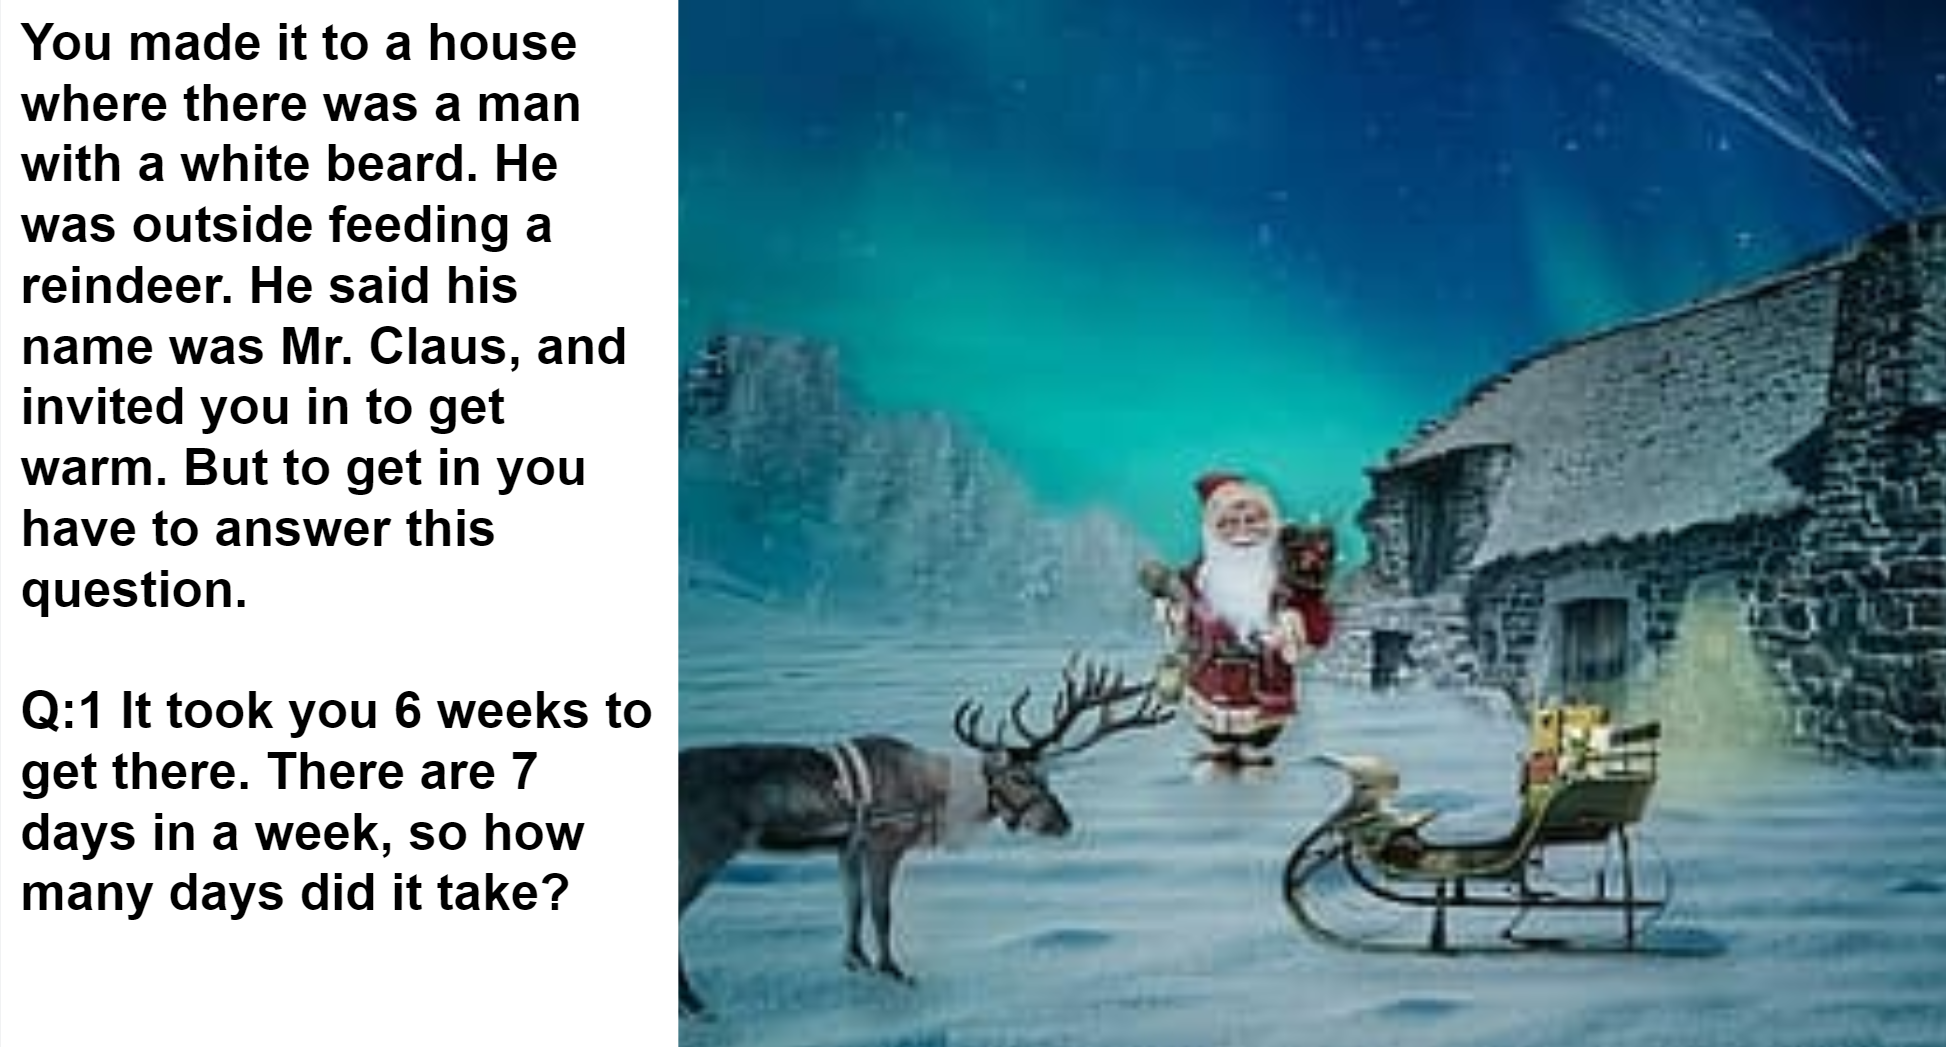 You made it to a house
where there was a man
with a white beard. He
was outside feeding a
reindeer. He said his
name was Mr. Claus, and
invited you in to get
warm. But to get in you
have to answer this
question.
Q:1 It took you 6 weeks to
get there. There are 7
days in a week, so how
many days did it take?